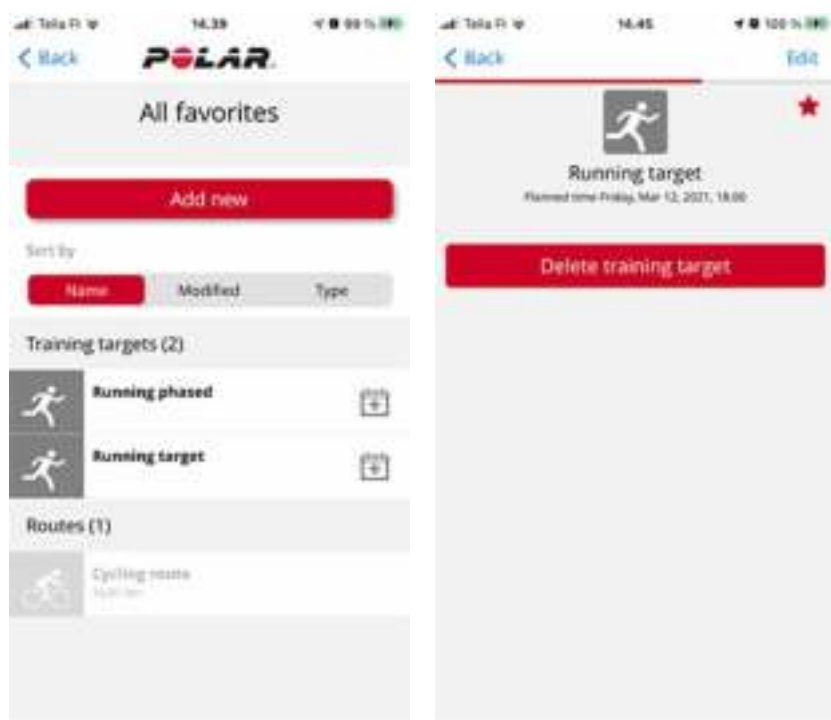 Telia FI 14.39 99 %
Back POLAR
All favorites
Add new
Sort by
Name Modified Type
Training targets (2)
Running phased
Running target
Routes (1)
Cycling route
Telia FI 14.45 100 %
Back Edit
Running target
Planned time Friday, Mar 12, 2021, 18.00
Delete training target